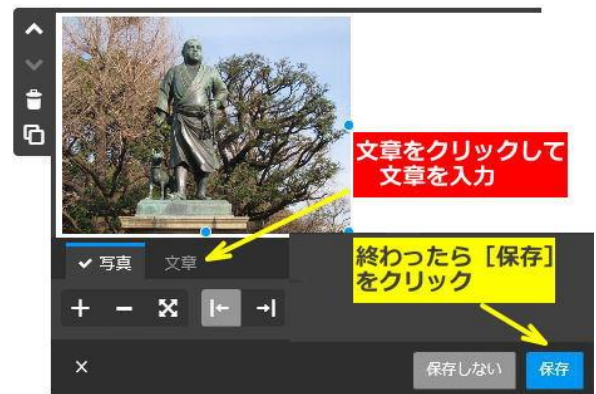 文章をクリックして
文章を入力
写真
文章
終わったら［保存］
をクリック
保存しない
保存